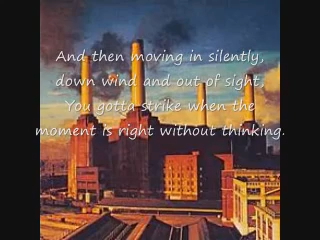 And then moving in silently,
down wind and out of sight,
You gotta strike when the
moment is right without thinking.